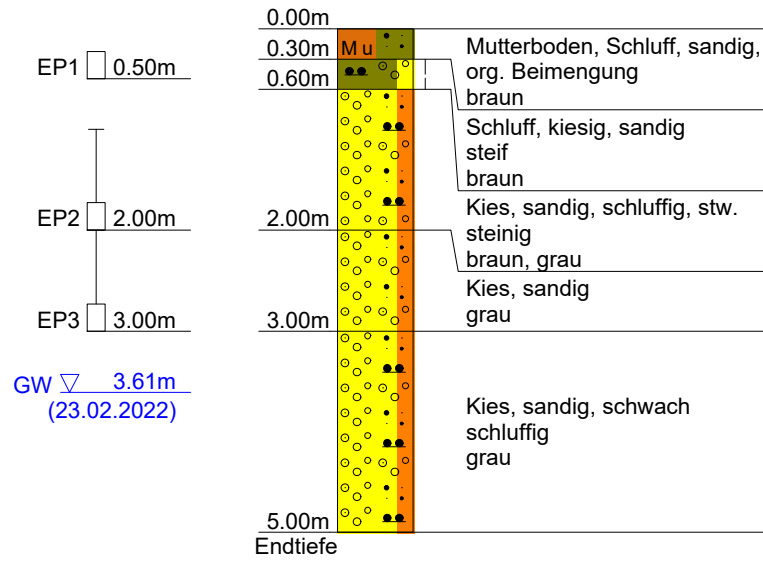 0.00m
0.30m
Mu
EP1 0.50m
0.60m
Mutterboden, Schluff, sandig,
org. Beimengung
braun
Schluff, kiesig, sandig
steif
braun
EP2 2.00m
2.00m
Kies, sandig, schluffig, stw.
steinig
braun, grau
Kies, sandig
grau
EP3 3.00m
3.00m
GW 3.61m
(23.02.2022)
Kies, sandig, schwach
schluffig
grau
5.00m
Endtiefe